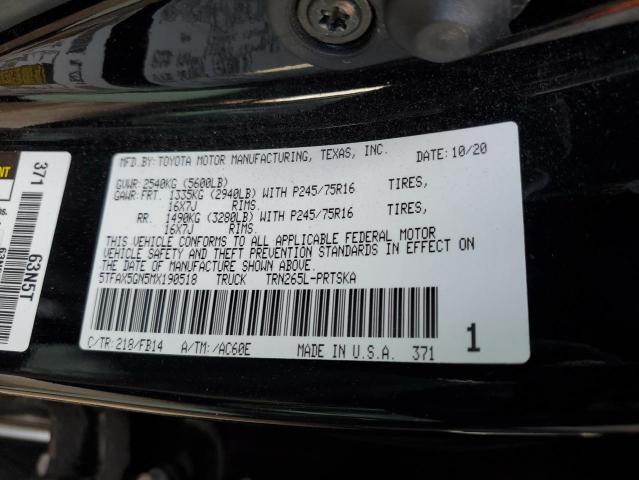 MFD.BY:TOYOTA MOTOR MANUFACTURING, TEXAS, INC. DATE:10/20
GVWR:2540KG (5600LB)
GAWR:FRT. 1335KG (2940LB) WITH P245/75R16 TIRES,
16X7J RIMS.
RR. 1490KG (3280LB) WITH P245/75R16 TIRES,
16X7J RIMS.
THIS VEHICLE CONFORMS TO ALL APPLICABLE FEDERAL MOTOR
VEHICLE SAFETY AND THEFT PREVENTION STANDARDS IN EFFECT ON
THE DATE OF MANUFACTURE SHOWN ABOVE.
5TFAX5GN5MX190518 TRUCK TRN265L-PRTSKA
C/TR:218/FB14 A/TM:/AC60E MADE IN U.S.A. 371
1
371
63N5T